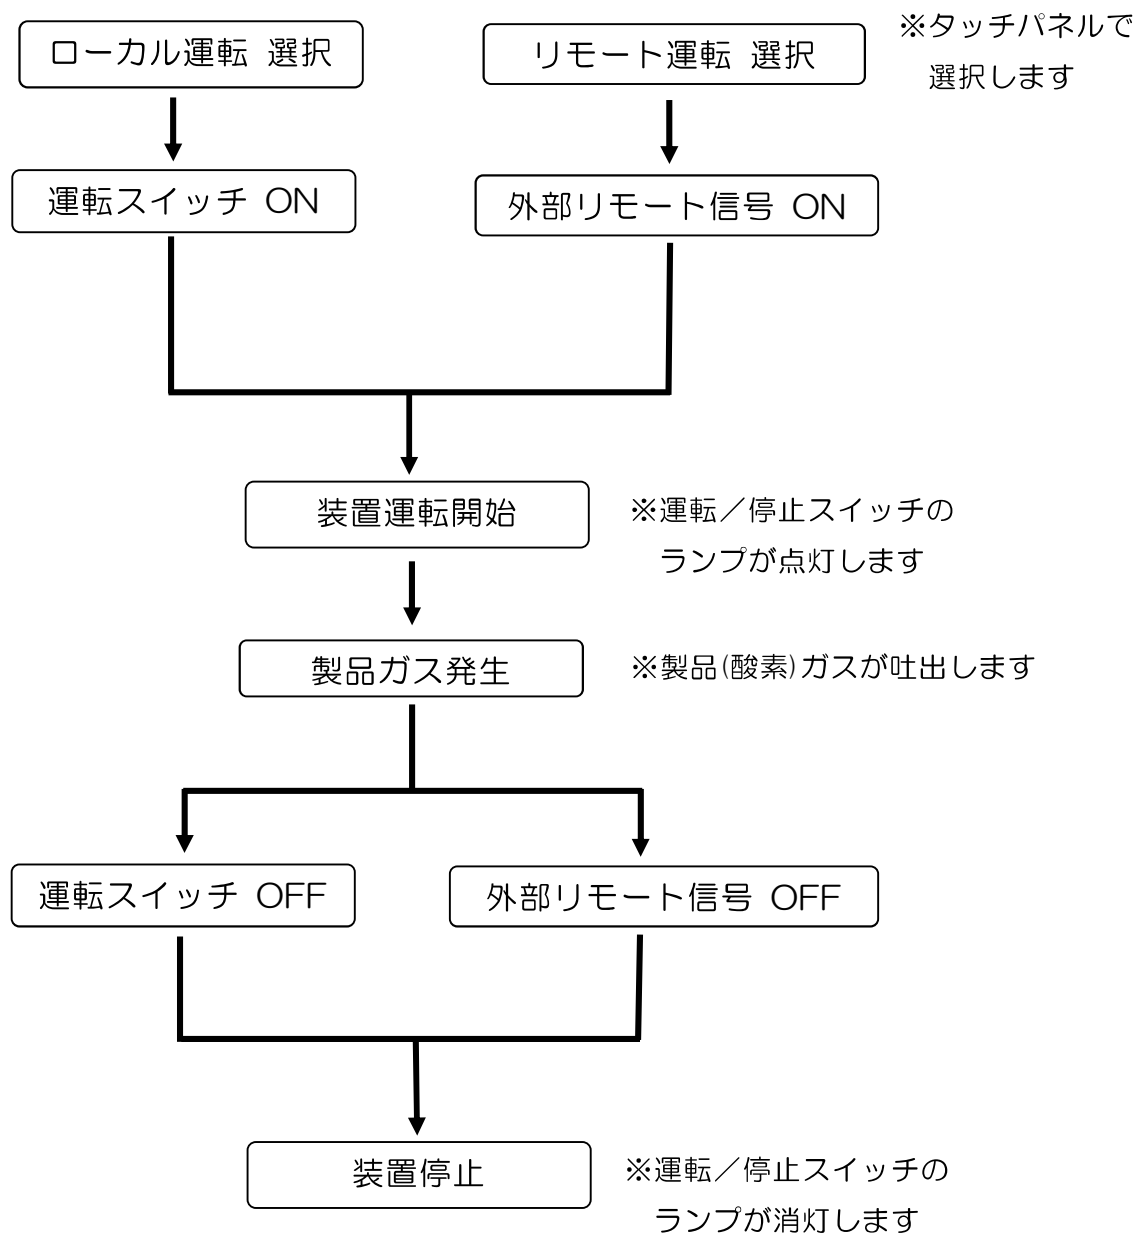 ローカル運転 選択
リモート運転 選択
※タッチパネルで
選択します
運転スイッチ ON
外部リモート信号 ON
装置運転開始
※運転／停止スイッチの
ランプが点灯します
製品ガス発生
※製品(酸素)ガスが吐出します
運転スイッチ OFF
外部リモート信号 OFF
装置停止
※運転／停止スイッチの
ランプが消灯します